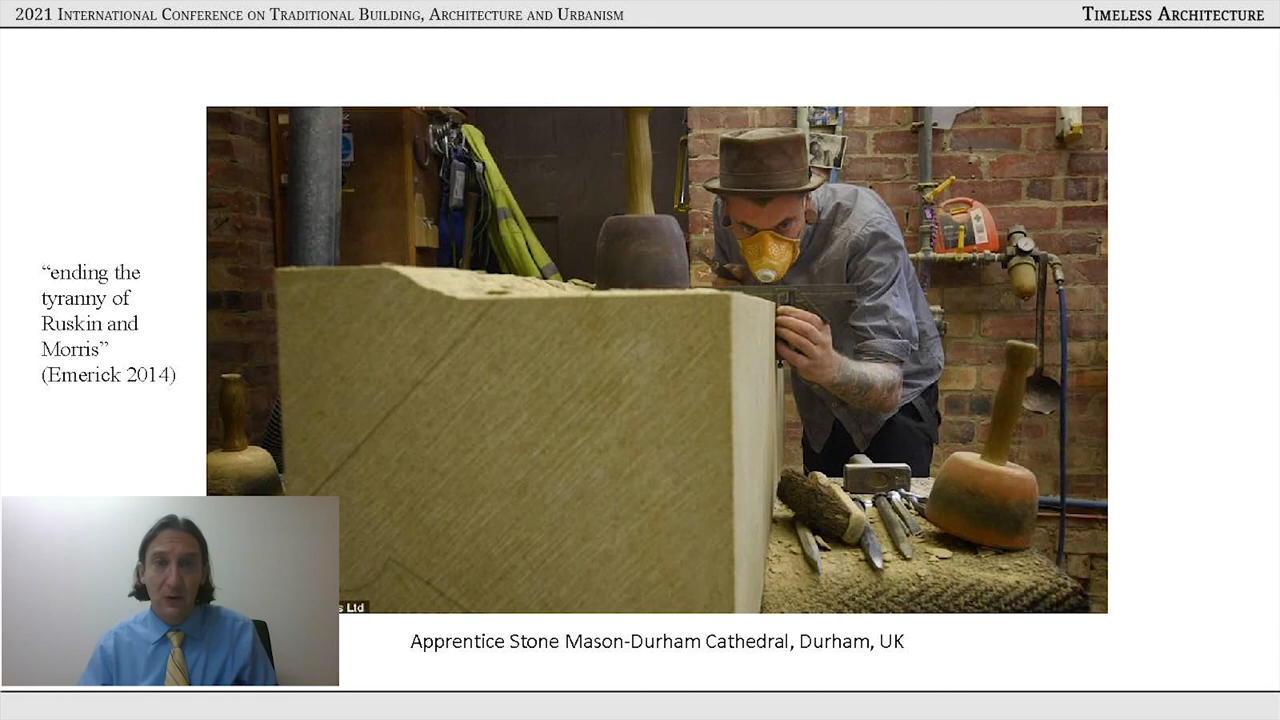 2021 International Conference on Traditional Building, Architecture and Urbanism
Timeless Architecture
“ending the
tyranny of
Ruskin and
Morris”
(Emerick 2014)
s Ltd
Apprentice Stone Mason-Durham Cathedral, Durham, UK